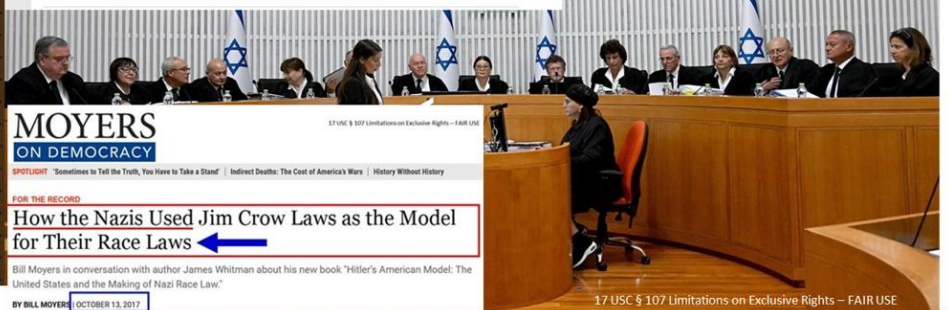 MOYERS
ON DEMOCRACY
17 USC § 107 Limitations on Exclusive Rights – FAIR USE
SPOTLIGHT 'Sometimes to Tell the Truth, You Have to Take a Stand' | Indirect Deaths: The Cost of America's Wars | History Without History
FOR THE RECORD
How the Nazis Used Jim Crow Laws as the Model
for Their Race Laws
Bill Moyers in conversation with author James Whitman about his new book "Hitler's American Model: The
United States and the Making of Nazi Race Law."
BY BILL MOYERS | OCTOBER 13, 2017
17 USC § 107 Limitations on Exclusive Rights – FAIR USE